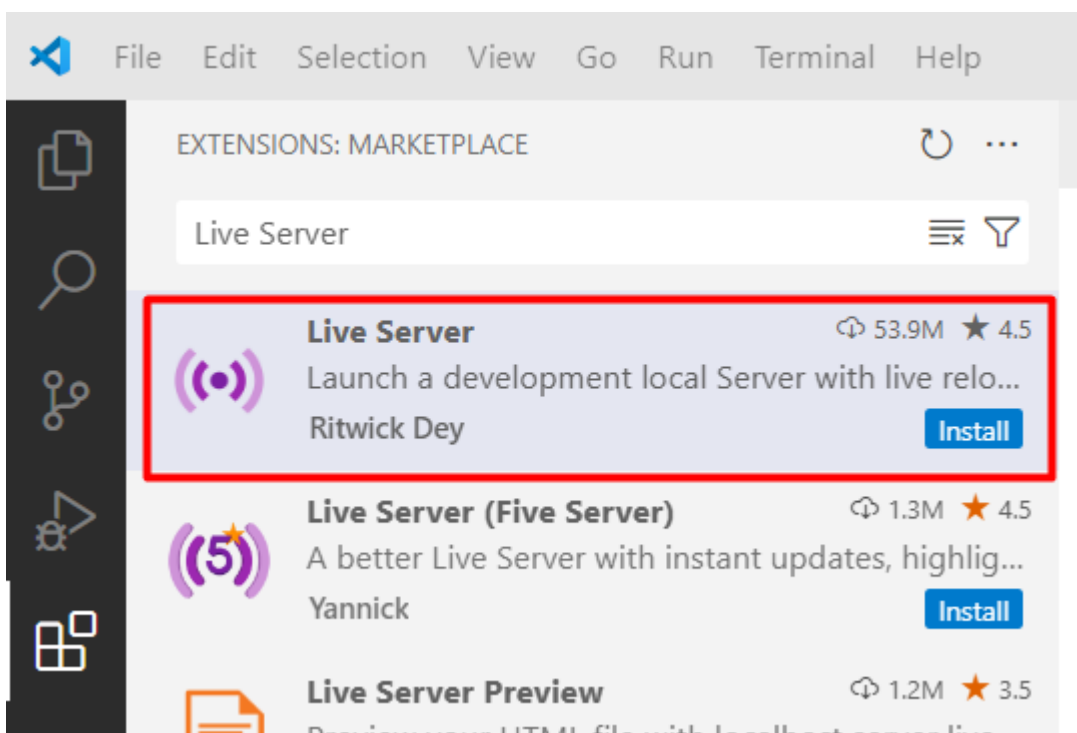 File Edit Selection View Go Run Terminal Help
EXTENSIONS: MARKETPLACE
Live Server
Live Server 53.9M ★ 4.5
Launch a development local Server with live relo...
Ritwick Dey Install
Live Server (Five Server) 1.3M ★ 4.5
(5)
A better Live Server with instant updates, highlig...
Yannick Install
Live Server Preview 1.2M ★ 3.5